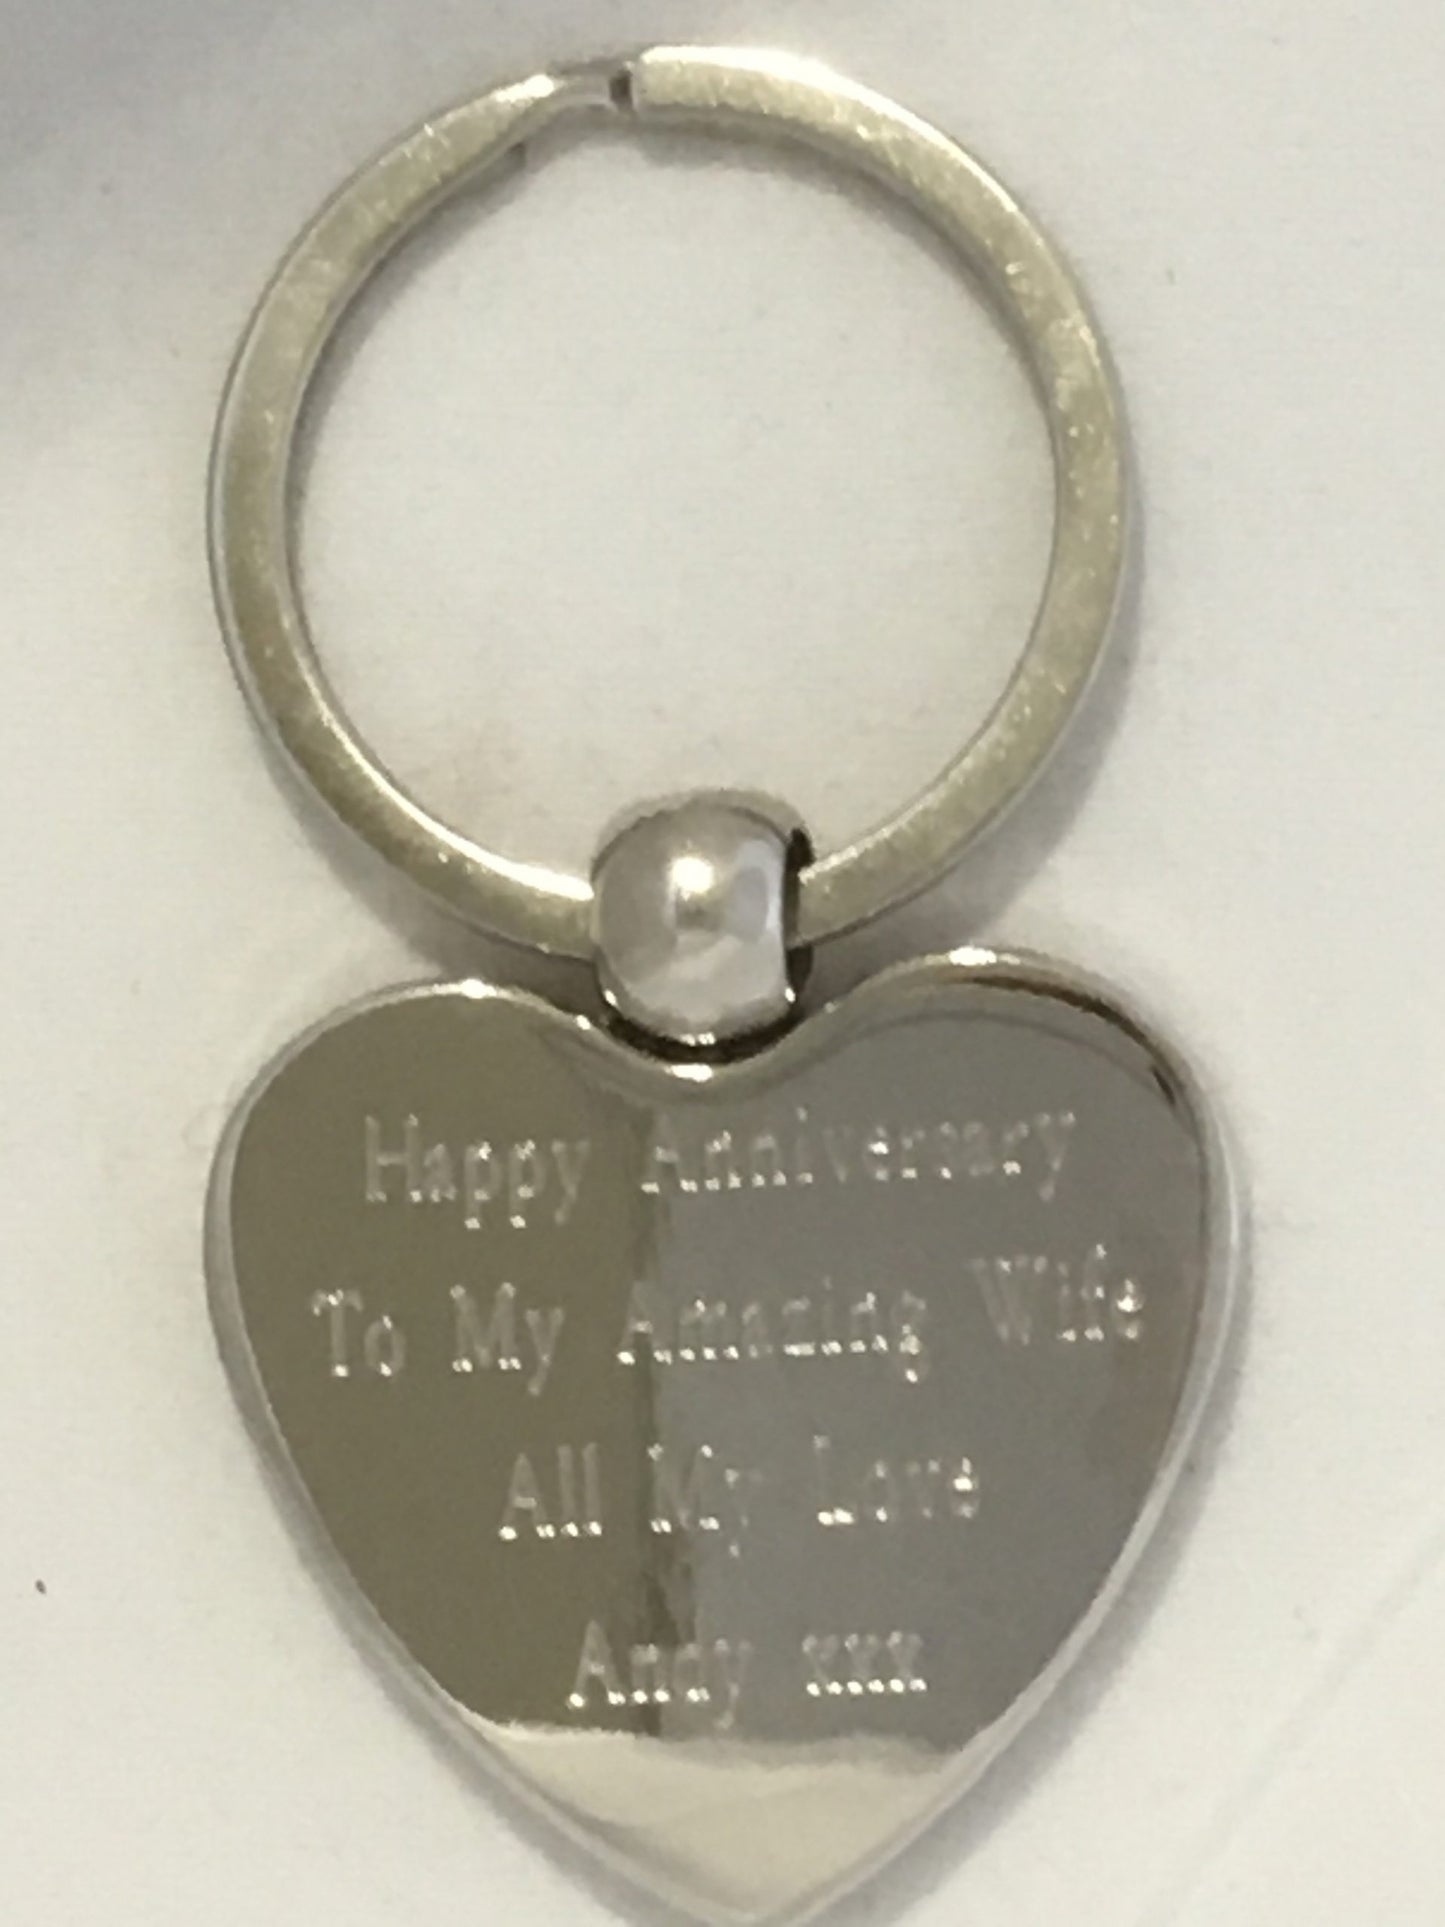 Happy Anniversary
To My Amazing Wife
All My Love
Andy xxx